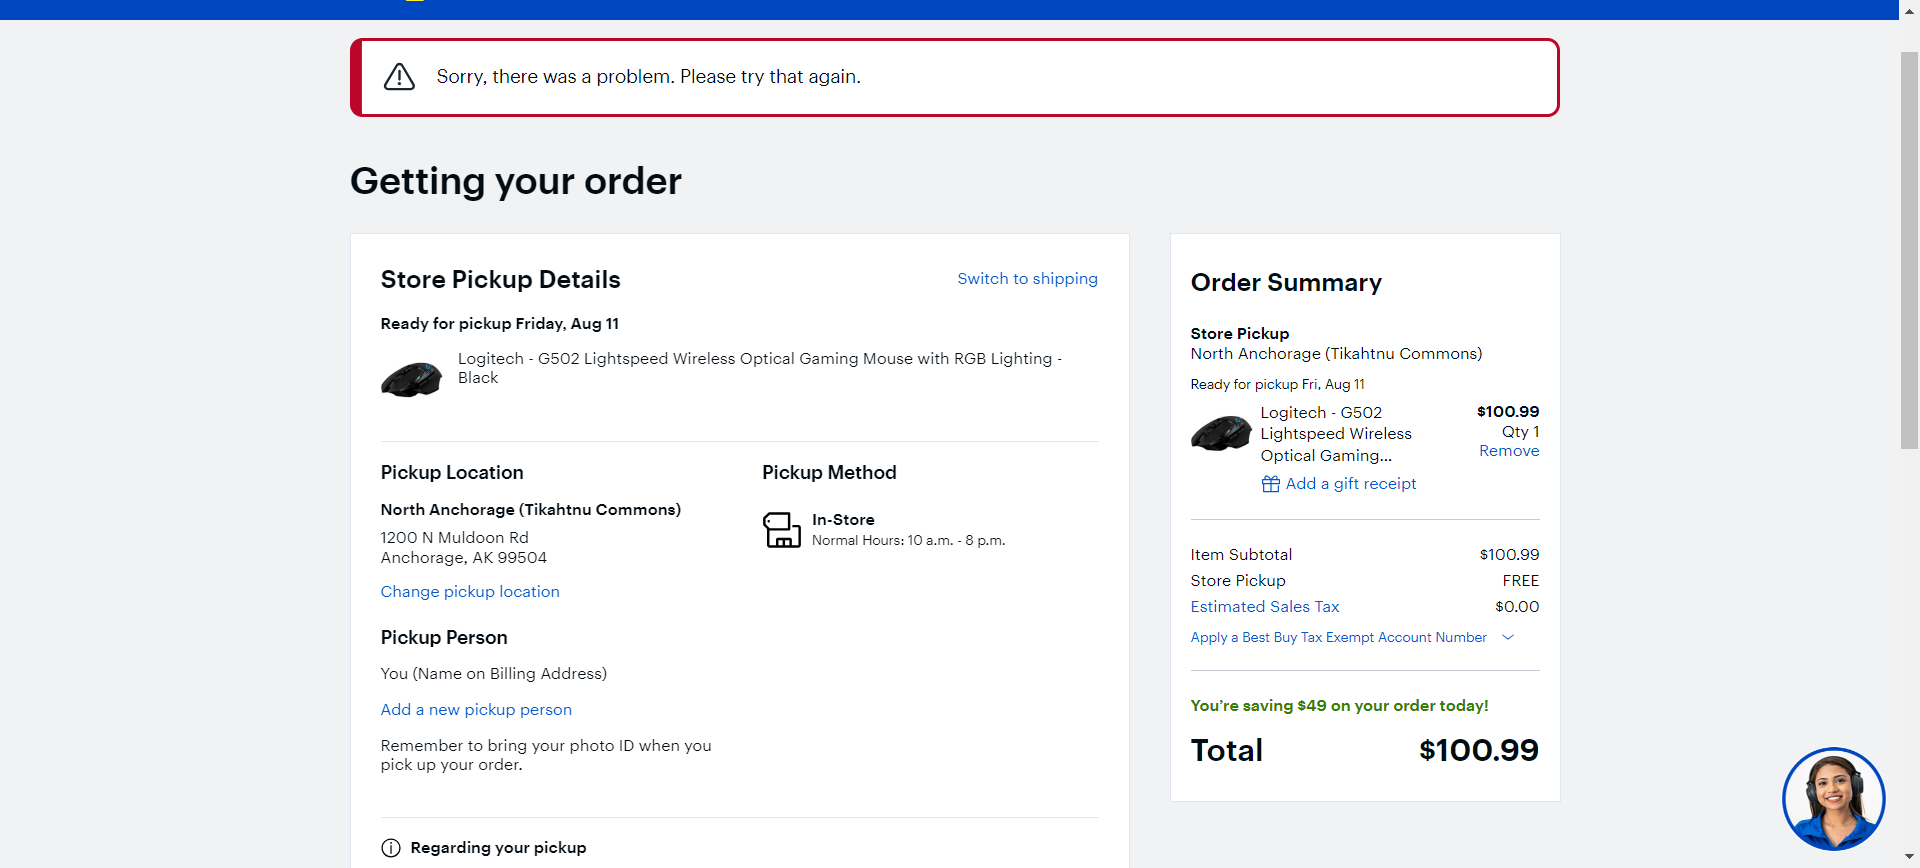 Sorry, there was a problem. Please try that again.
Getting your order
Store Pickup Details
Switch to shipping
Ready for pickup Friday, Aug 11
Logitech - G502 Lightspeed Wireless Optical Gaming Mouse with RGB Lighting -
Black
Pickup Location
North Anchorage (Tikahtnu Commons)
1200 N Muldoon Rd
Anchorage, AK 99504
Change pickup location
Pickup Method
In-Store
Normal Hours: 10 a.m. - 8 p.m.
Pickup Person
You (Name on Billing Address)
Add a new pickup person
Remember to bring your photo ID when you
pick up your order.
Regarding your pickup
Order Summary
Store Pickup
North Anchorage (Tikahtnu Commons)
Ready for pickup Fri, Aug 11
Logitech - G502
Lightspeed Wireless
Optical Gaming...
$100.99
Qty 1
Remove
Add a gift receipt
Item Subtotal $100.99
Store Pickup FREE
Estimated Sales Tax $0.00
Apply a Best Buy Tax Exempt Account Number
You’re saving $49 on your order today!
Total $100.99